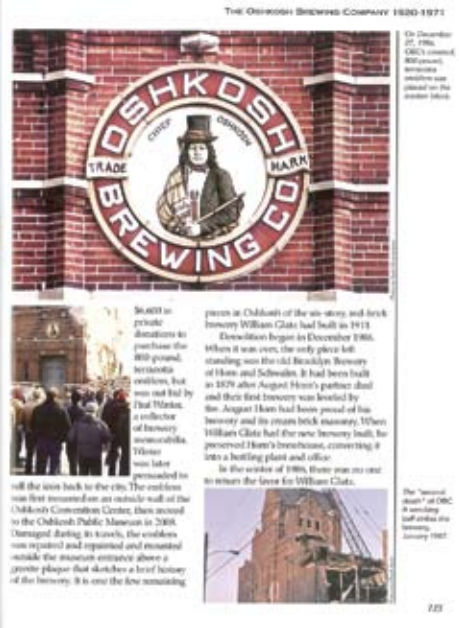 THE OSHKOSH BREWING COMPANY 1920-1971
On December
27, 1986,
OBC's coveted,
800-pound,
terracotta
emblem was
placed on the
auction block.
OSHKOSH
CHIEF OSHKOSH
TRADE MARK
BREWING CO.
$6,600 in
private
donations to
purchase the
800-pound,
terracotta
emblem, but
was out bid by
Paul Winter,
a collector
of brewery
memorabilia.
Winter
was later
persuaded to
sell the icon back to the city. The emblem
was first mounted on an outside wall of the
Oshkosh Convention Center, then moved
to the Oshkosh Public Museum in 2008.
Damaged during its travels, the emblem
was repaired and repainted and mounted
outside the museum entrance above a
granite plaque that sketches a brief history
of the brewery. It is one the few remaining
pieces in Oshkosh of the six-story, red-brick
brewery William Glatz had built in 1911.
Demolition began in December 1986.
When it was over, the only piece left
standing was the old Brooklyn Brewery
of Horn and Schwalm. It had been built
in 1879 after August Horn's partner died
and their first brewery was leveled by
fire. August Horn had been proud of his
brewery and its cream brick masonry. When
William Glatz had the new brewery built, he
preserved Horn's brewhouse, converting it
into a bottling plant and office.
In the winter of 1986, there was no one
to return the favor for William Glatz.
The "second
death" of OBC.
A wrecking
ball strikes the
brewery,
January 1987.